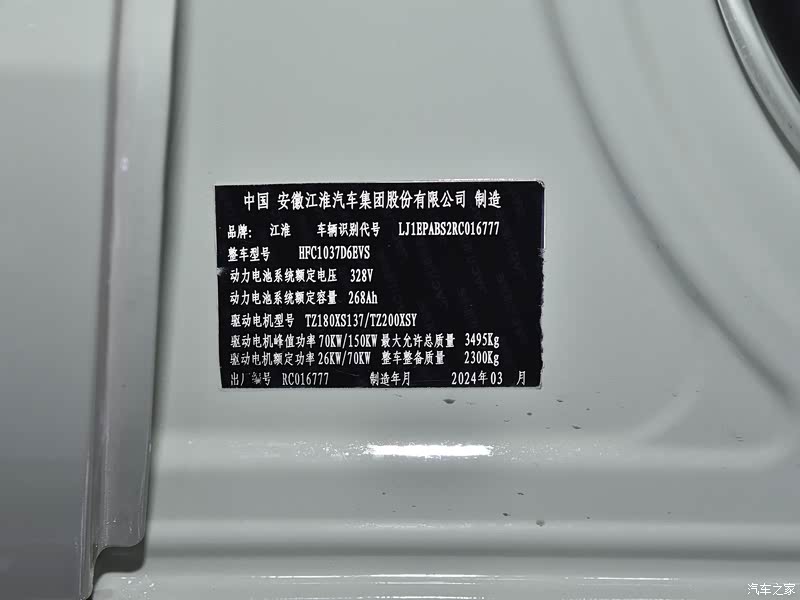 中国 安徽江淮汽车集团股份有限公司 制造
品牌: 江淮 车辆识别代号 LJ1EPABS2RC016777
整车型号 HFC1037D6EVS
动力电池系统额定电压 328V
动力电池系统额定容量 268Ah
驱动电机型号 TZ180XS137/TZ200XSY
驱动电机峰值功率 70KW/150KW 最大允许总质量 3495Kg
驱动电机额定功率 26KW/70KW 整车整备质量 2300Kg
出厂编号 RC016777 制造年月 2024年03 月
汽车之家